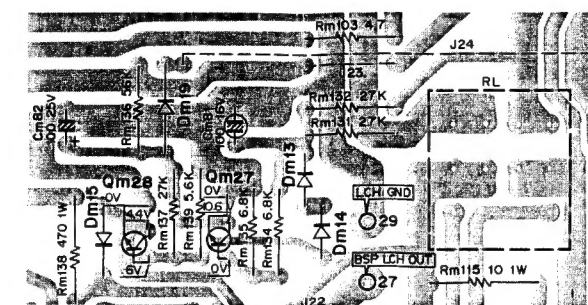 Rm103 4.7
J24
J23
RL
Rm132 27K
Rm131 27K
Cm82
100 25V
Rm136 56K
Dm19
Cm81
100 16V
Dm13
Qm28
Qm27
Dm15
0V
44V
.6V
Rm137 27K
Rm139 5.6K
0V
0.6
0V
Rm135 6.8K
Rm134 6.8K
Rm138 470 1W
LCH GND
29
Dm14
BSP LCH OUT
27
Rm115 10 1W
J22